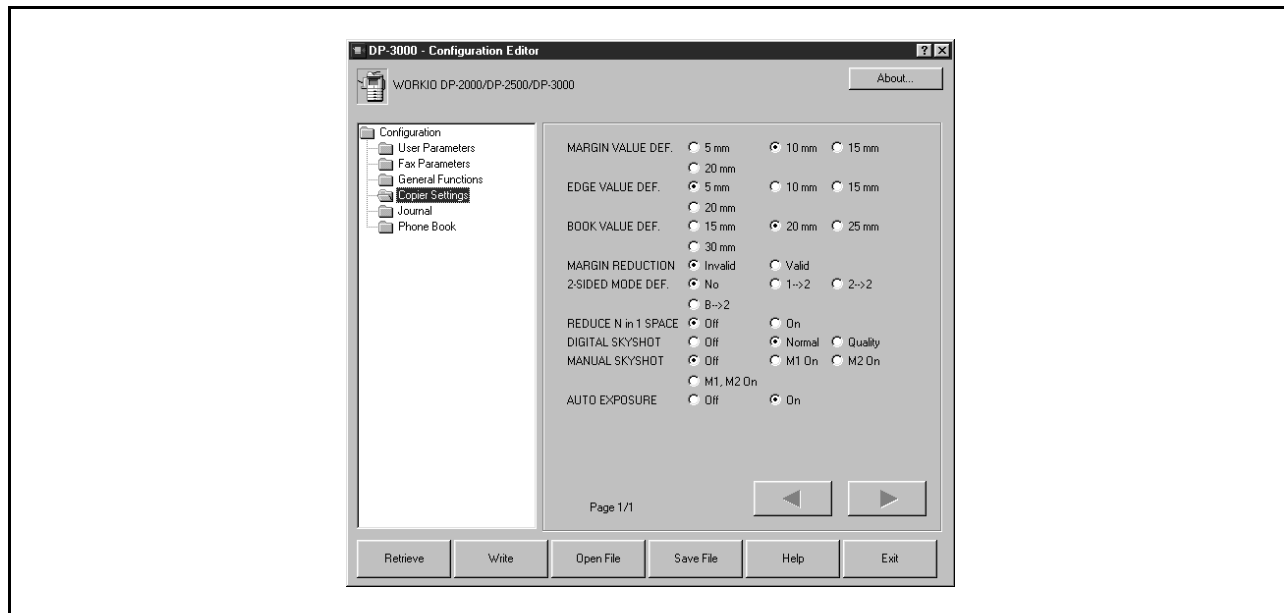 DP-3000 - Configuration Editor
WORKIO DP-2000/DP-2500/DP-3000
About...
Configuration
User Parameters
Fax Parameters
General Functions
Copier Settings
Journal
Phone Book
MARGIN VALUE DEF. 5 mm 10 mm 15 mm
20 mm
EDGE VALUE DEF. 5 mm 10 mm 15 mm
20 mm
BOOK VALUE DEF. 15 mm 20 mm 25 mm
30 mm
MARGIN REDUCTION Invalid Valid
2-SIDED MODE DEF. No 1-->2 2-->2
B-->2
REDUCE N in 1 SPACE Off On
DIGITAL SKYSHOT Off Normal Quality
MANUAL SKYSHOT Off M1 On M2 On
M1, M2 On
AUTO EXPOSURE Off On
Page 1/1
Retrieve Write Open File Save File Help Exit